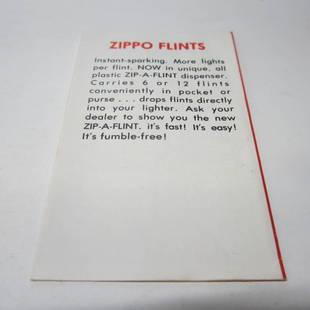 ZIPPO FLINTS
Instant-sparking. More lights
per flint. NOW in unique, all
plastic ZIP-A-FLINT dispenser.
Carries 6 or 12 flints
conveniently in pocket or
purse . . . drops flints directly
into your lighter. Ask your
dealer to show you the new
ZIP-A-FLINT. it's fast! It's easy!
It's fumble-free!